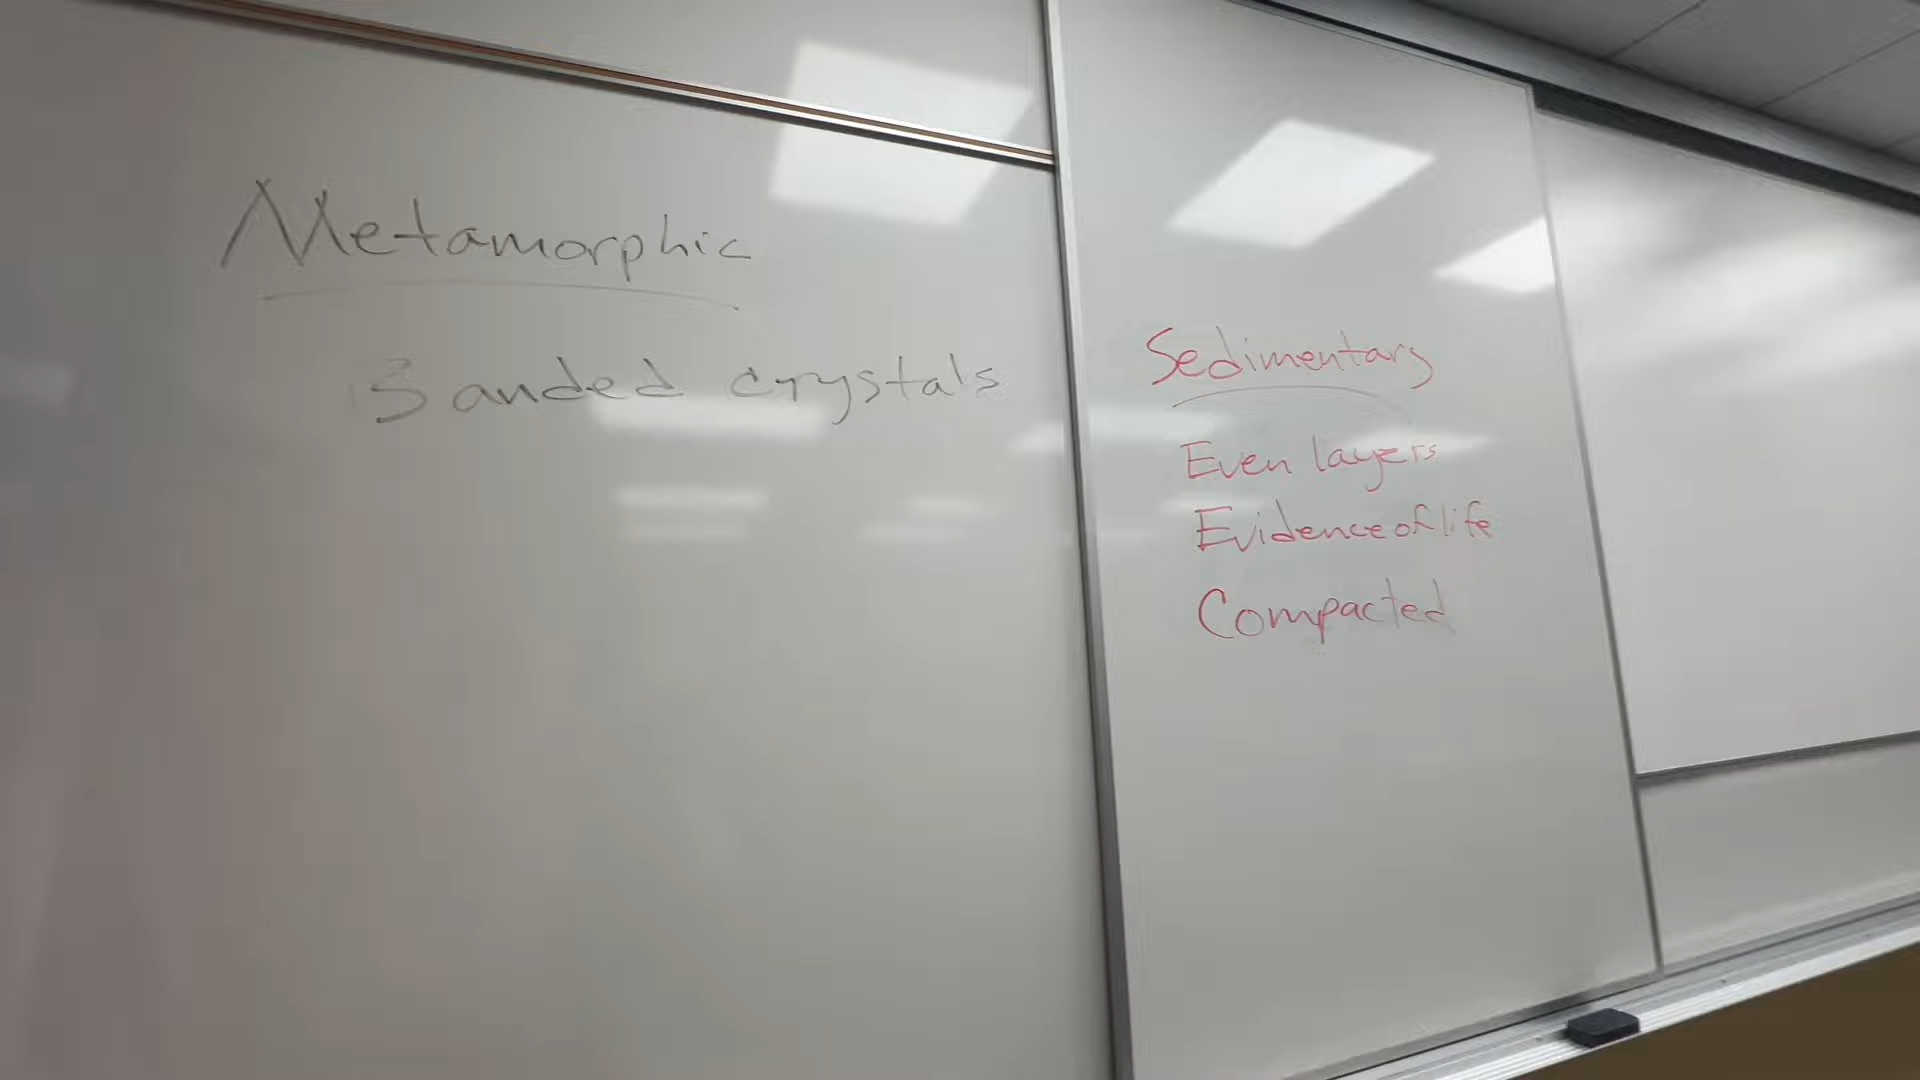 Metamorphic
Banded crystals
Sedimentary
Even layers
Evidence of life
Compacted